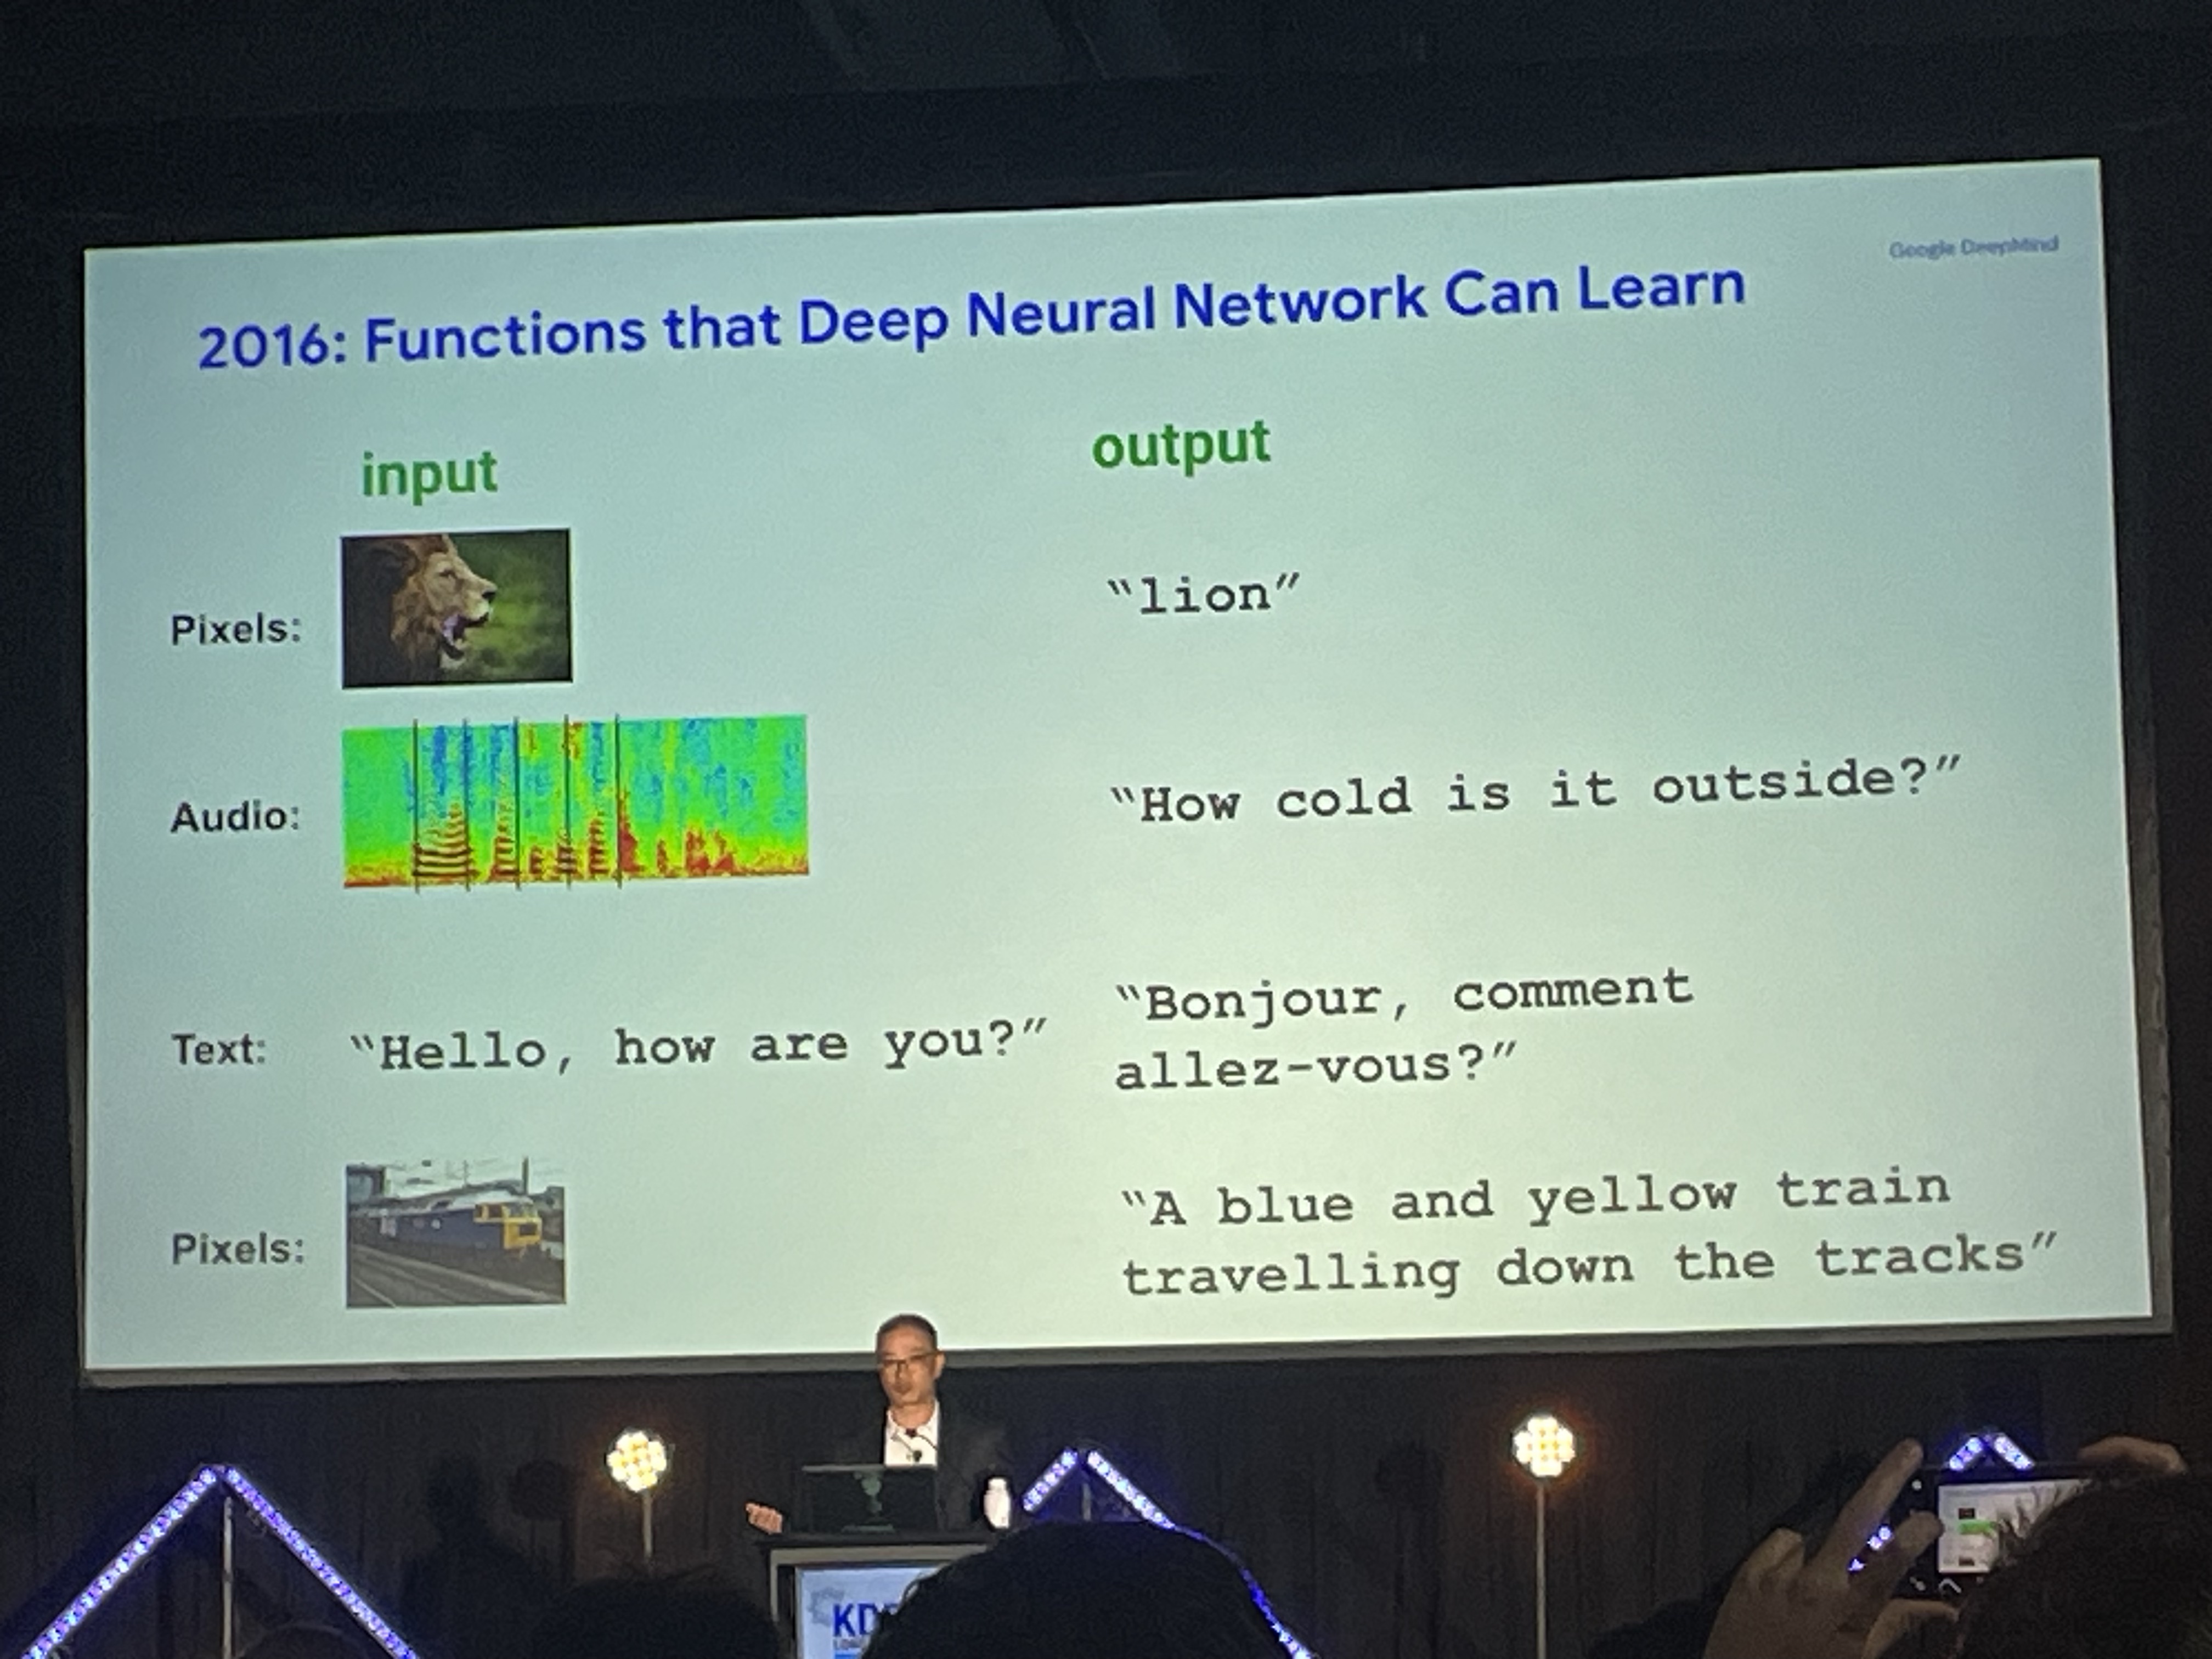 Google DeepMind
2016: Functions that Deep Neural Network Can Learn
input
output
Pixels:
“lion”
Audio:
“How cold is it outside?”
Text:
“Hello, how are you?”
“Bonjour, comment
allez-vous?”
Pixels:
“A blue and yellow train
travelling down the tracks”